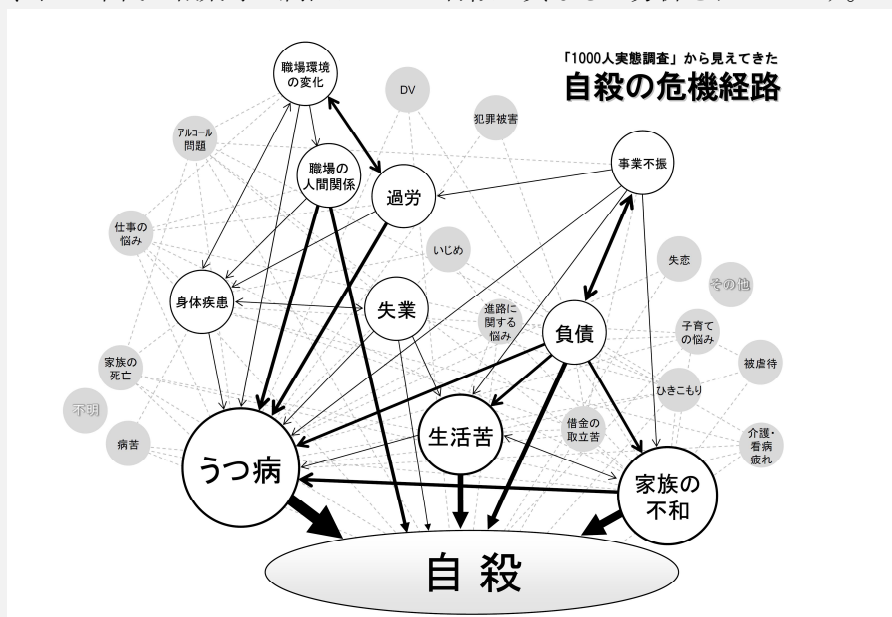 「1000人実態調査」から見えてきた
自殺の危機経路
職場環境
の変化
DV
犯罪被害
アルコール
問題
職場の
人間関係
過労
事業不振
仕事の
悩み
いじめ
失恋
その他
身体疾患
失業
進路に
関する
悩み
負債
子育て
の悩み
家族の
死亡
被虐待
ひきこもり
不明
病苦
うつ病
生活苦
借金の
取立苦
介護・
看病
疲れ
家族の
不和
自殺